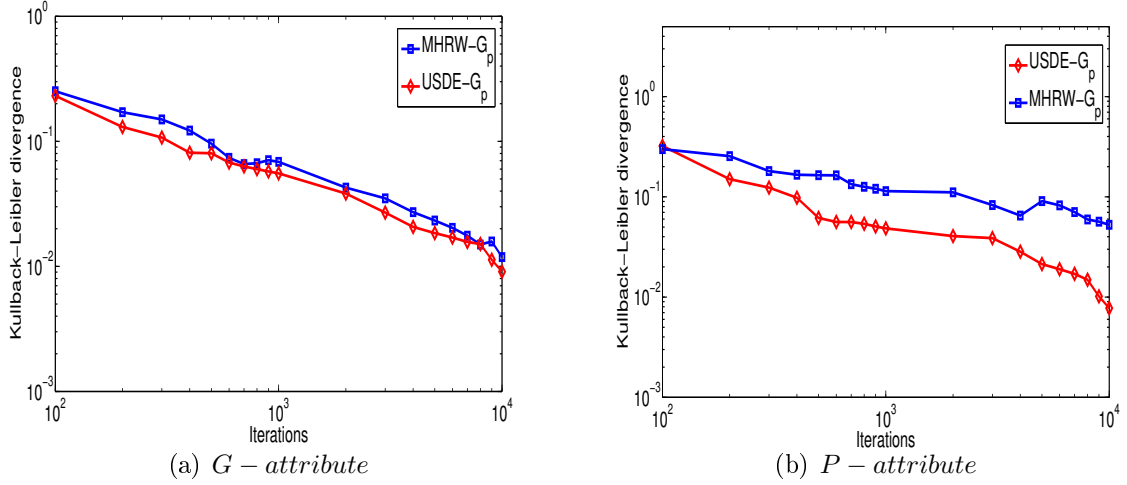 10^0
10^-1
10^-2
10^-3
Kullback−Leibler divergence
MHRW−G_p
USDE−G_p
10^2
10^3
10^4
Iterations
(a) G − attribute
10^0
10^-1
10^-2
10^-3
Kullback−Leibler divergence
USDE−G_p
MHRW−G_p
10^2
10^3
10^4
Iterations
(b) P − attribute